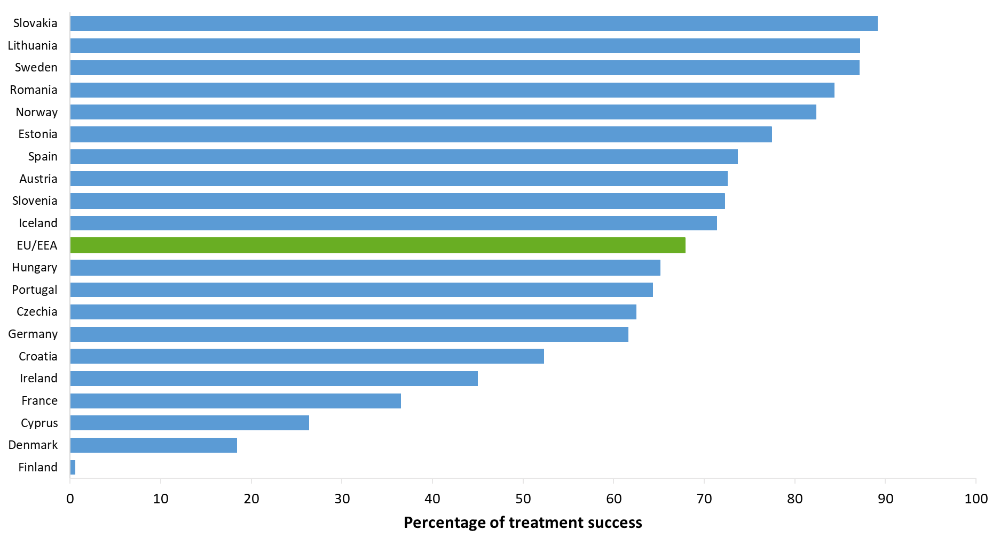 Slovakia
Lithuania
Sweden
Romania
Norway
Estonia
Spain
Austria
Slovenia
Iceland
EU/EEA
Hungary
Portugal
Czechia
Germany
Croatia
Ireland
France
Cyprus
Denmark
Finland
0 10 20 30 40 50 60 70 80 90 100
Percentage of treatment success